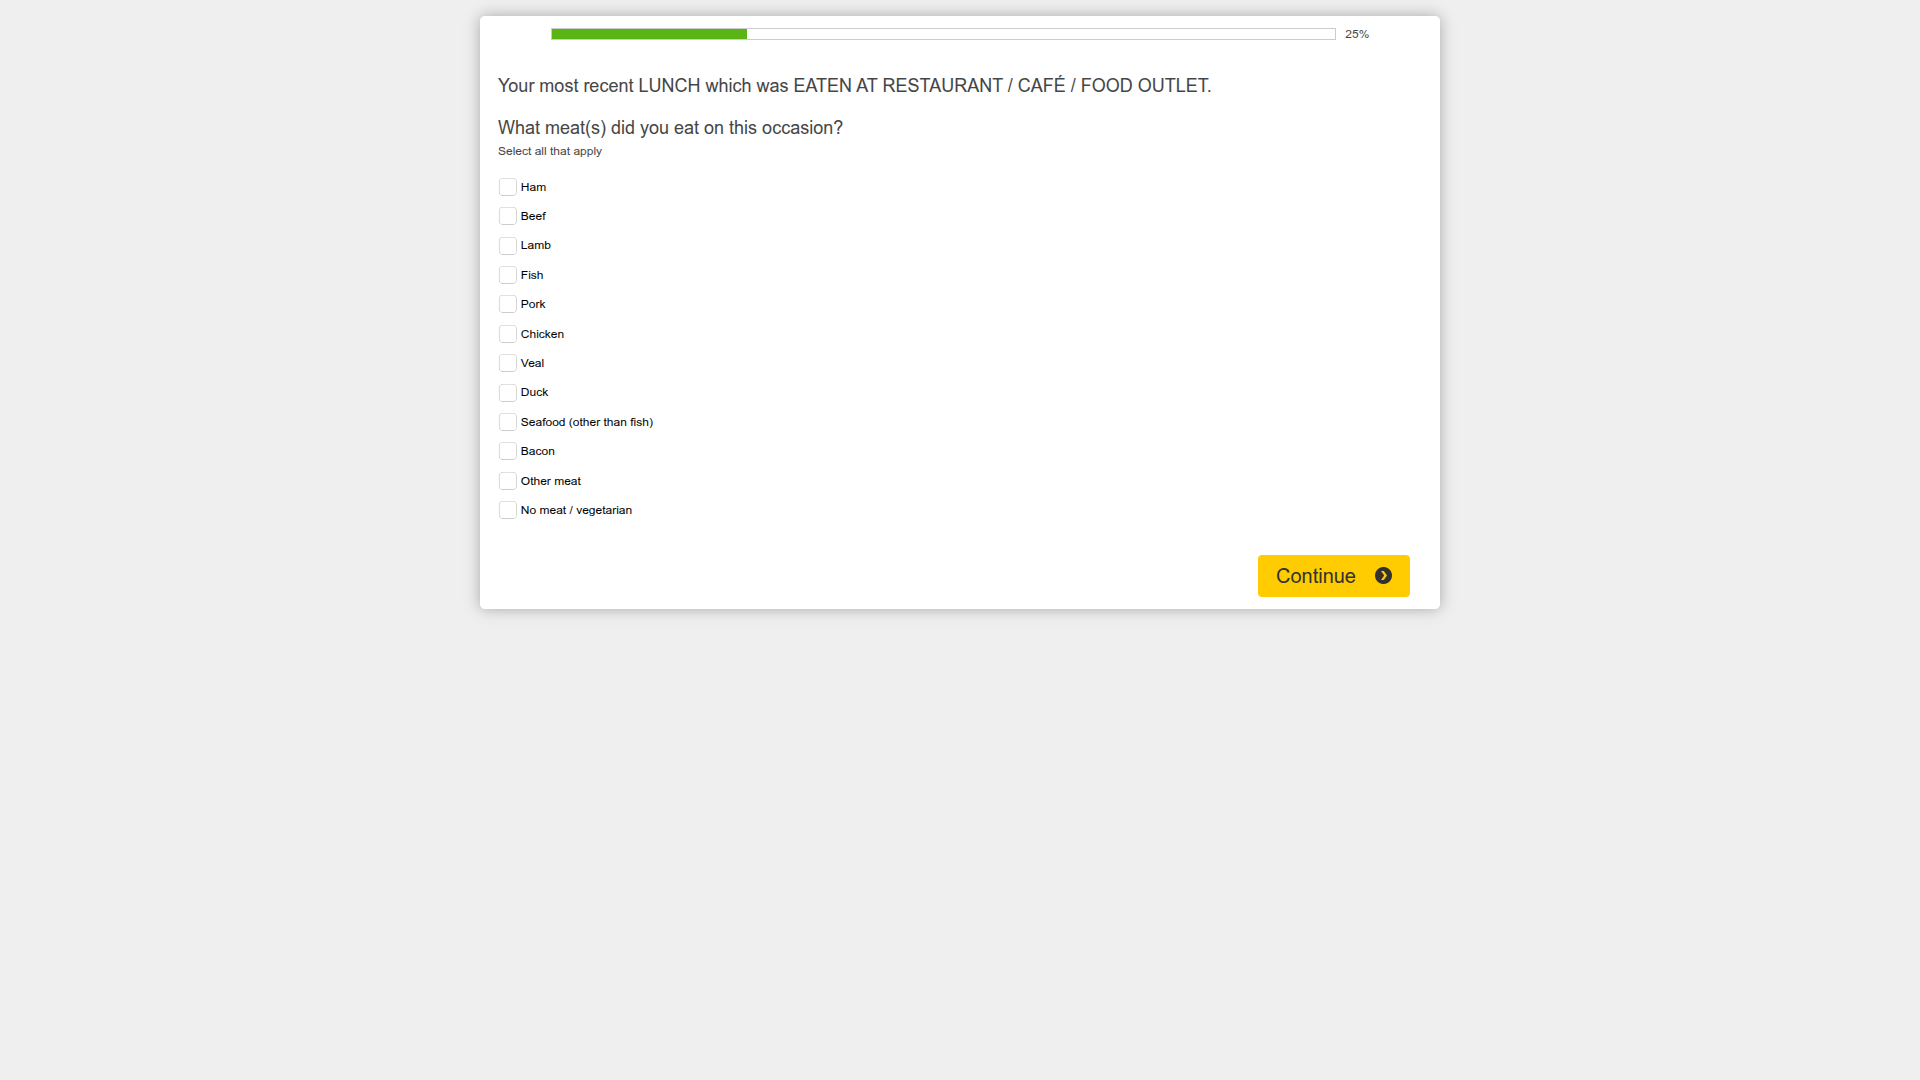 25%
Your most recent LUNCH which was EATEN AT RESTAURANT / CAFÉ / FOOD OUTLET.
What meat(s) did you eat on this occasion?
Select all that apply
Ham
Beef
Lamb
Fish
Pork
Chicken
Veal
Duck
Seafood (other than fish)
Bacon
Other meat
No meat / vegetarian
Continue